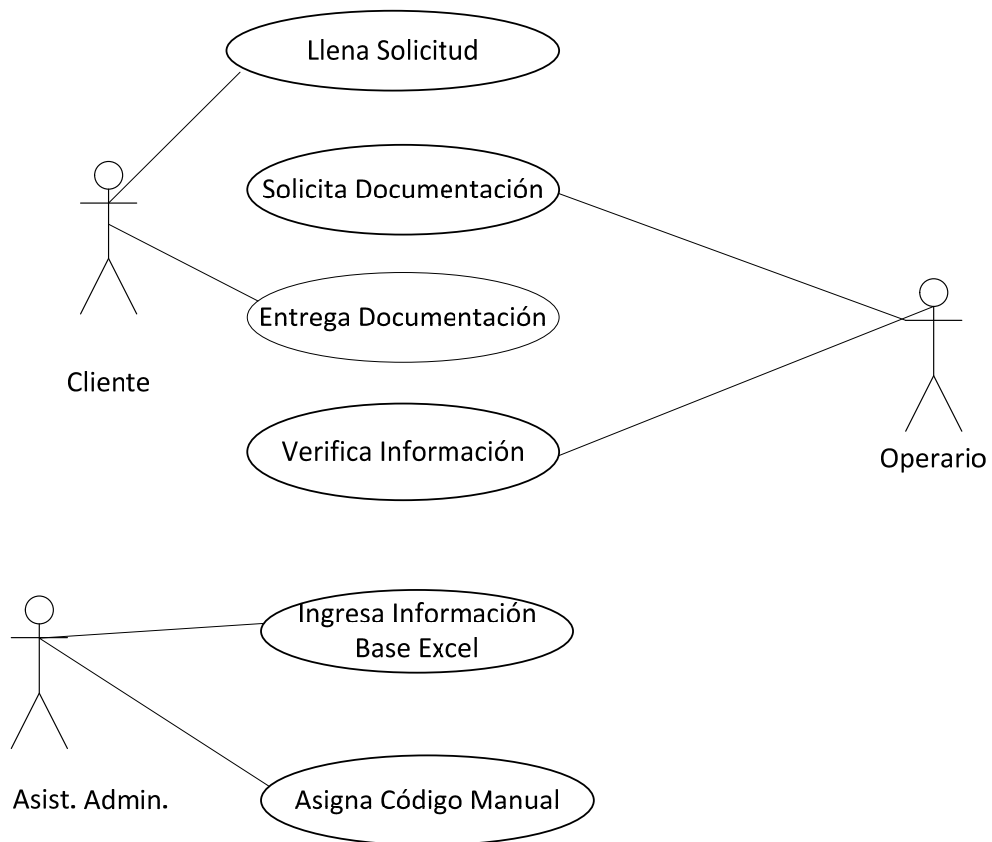 Llena Solicitud
Solicita Documentación
Entrega Documentación
Cliente
Verifica Información
Operario
Ingresa Información
Base Excel
Asist. Admin.
Asigna Código Manual